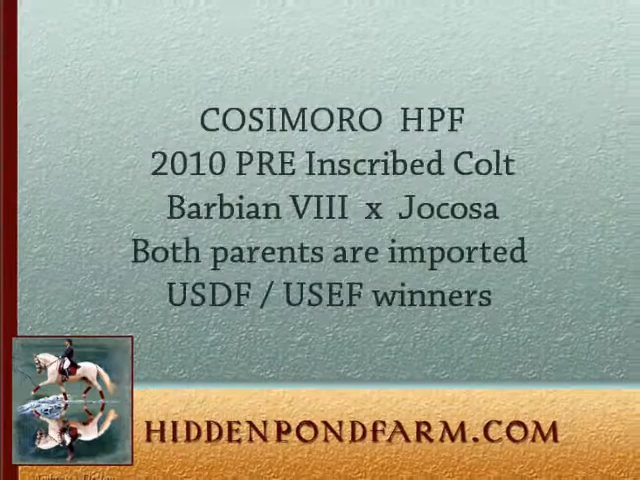 COSIMORO HPF
2010 PRE Inscribed Colt
Barbian VIII x Jocosa
Both parents are imported
USDF / USEF winners
HIDDENPONDFARM.COM